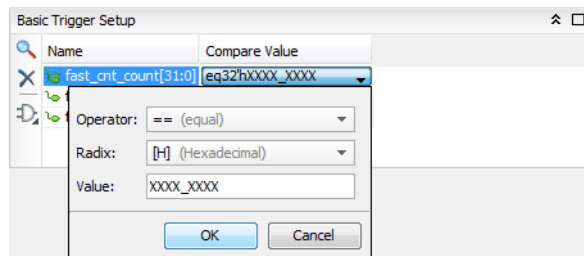 Basic Trigger Setup
Name Compare Value
fast_cnt_count[31:0] eq32'hXXXX_XXXX
Operator: == (equal)
Radix: [H] (Hexadecimal)
Value: XXXX_XXXX
OK Cancel